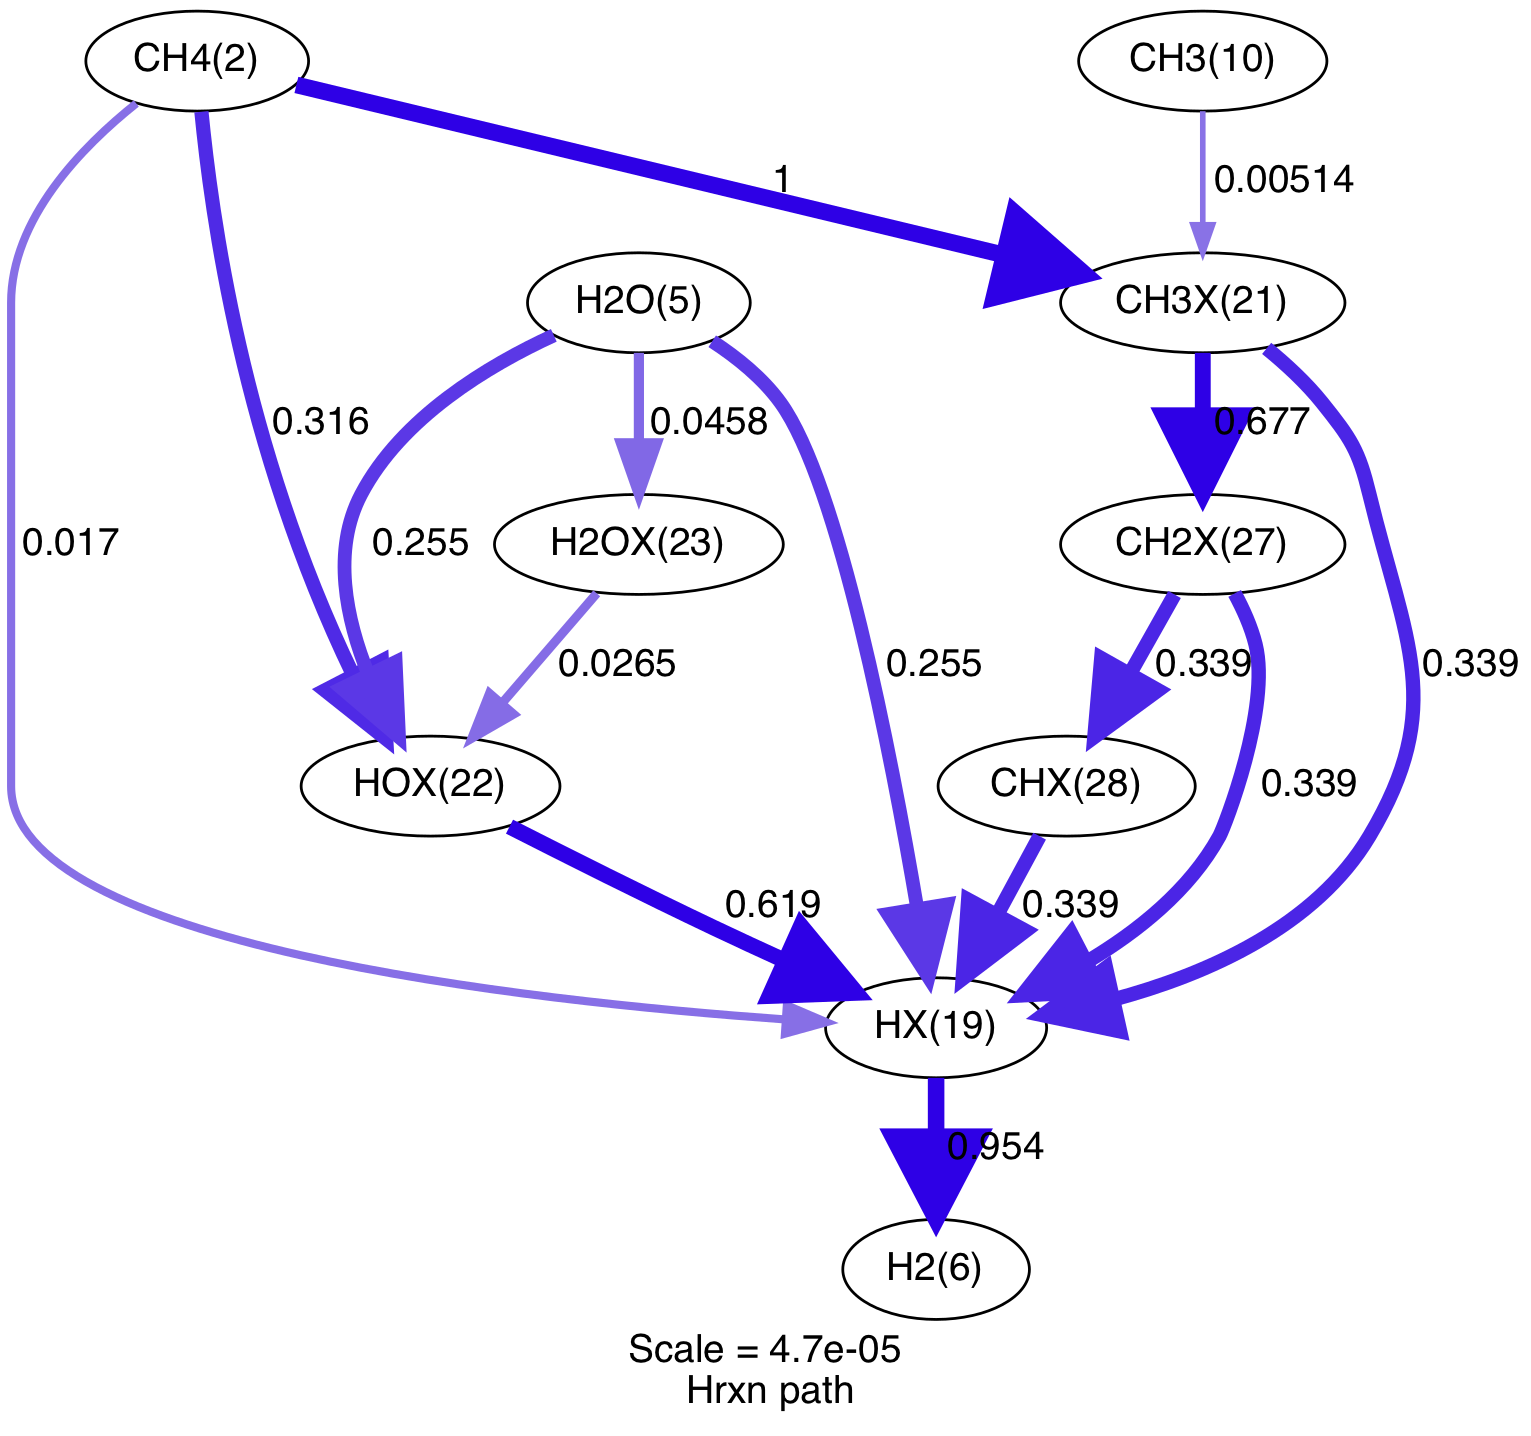 CH4(2)
CH3(10)
1
0.00514
H2O(5)
CH3X(21)
0.316
0.0458
0.677
0.017
0.255
H2OX(23)
CH2X(27)
0.0265
0.255
0.339
0.339
HOX(22)
CHX(28)
0.339
0.619
0.339
HX(19)
0.954
H2(6)
Scale = 4.7e-05
Hrxn path